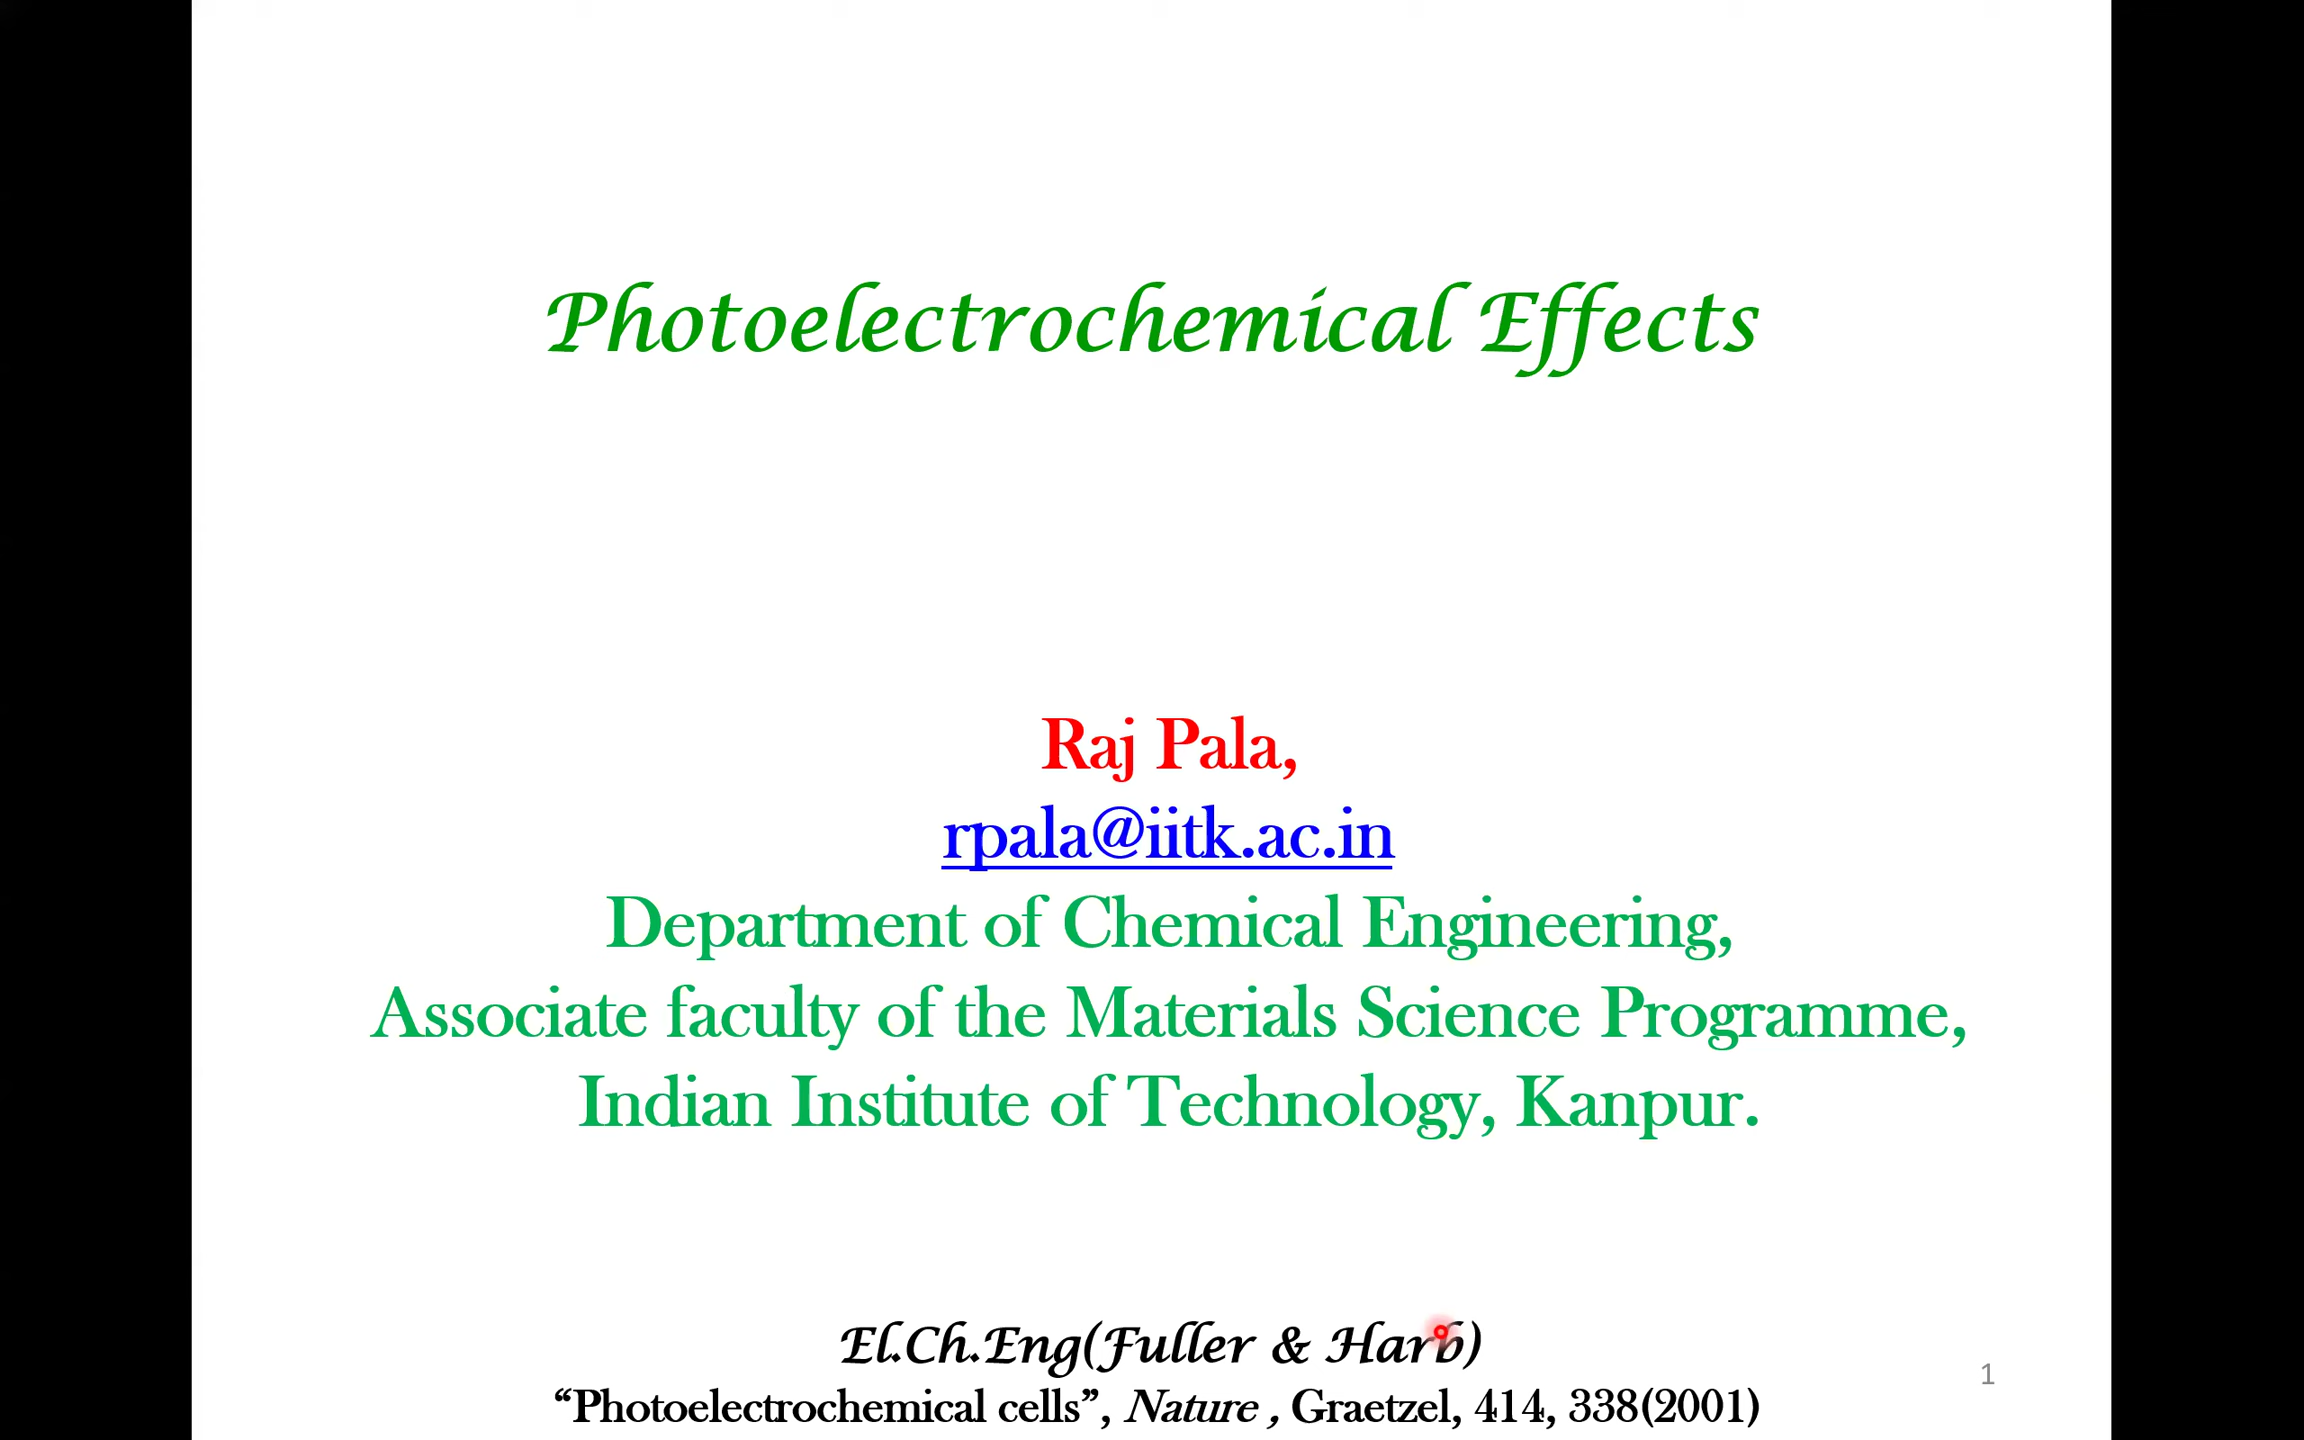 Photoelectrochemical Effects
Raj Pala,
rpala@iitk.ac.in
Department of Chemical Engineering,
Associate faculty of the Materials Science Programme,
Indian Institute of Technology, Kanpur.
El.Ch.Eng(Fuller & Harb)
1
“Photoelectrochemical cells”, Nature , Graetzel, 414, 338(2001)